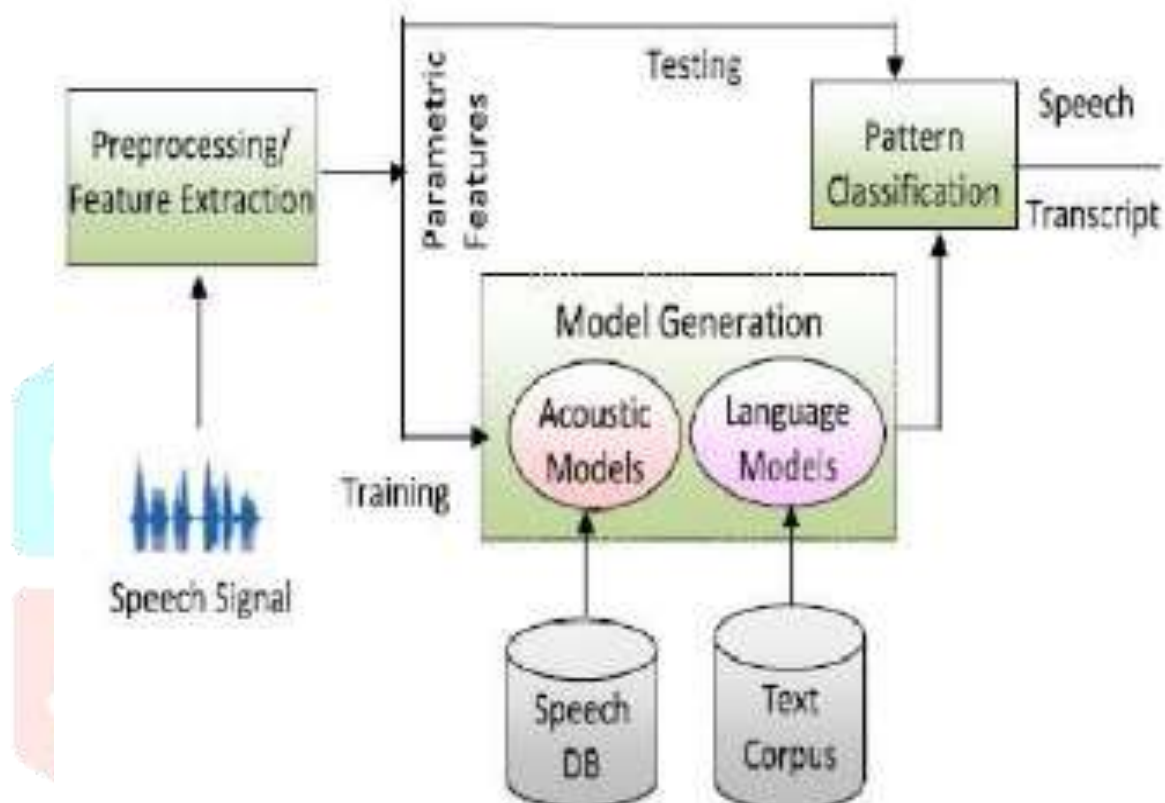 Testing
Preprocessing/
Feature Extraction
Parametric
Features
Pattern
Classification
Speech
Transcript
Model Generation
Acoustic
Models
Language
Models
Training
Speech Signal
Speech
DB
Text
Corpus